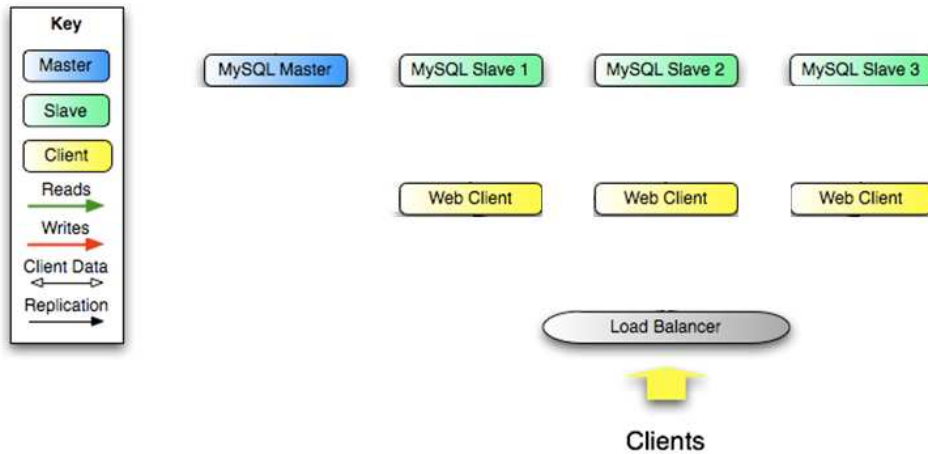 Key
Master
Slave
Client
Reads
Writes
Client Data
Replication
MySQL Master
MySQL Slave 1
MySQL Slave 2
MySQL Slave 3
Web Client
Web Client
Web Client
Load Balancer
Clients